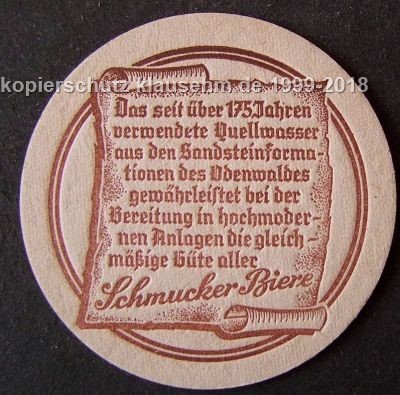 kopierschutz klausehm.de 1999-2018
Das seit über 175 Jahren
verwendete Quellwasser
aus den Sandsteinforma-
tionen des Odenwaldes
gewährleistet bei der
Bereitung in hochmoder-
nen Anlagen die gleich-
mäßige Güte aller
Schmucker Biere